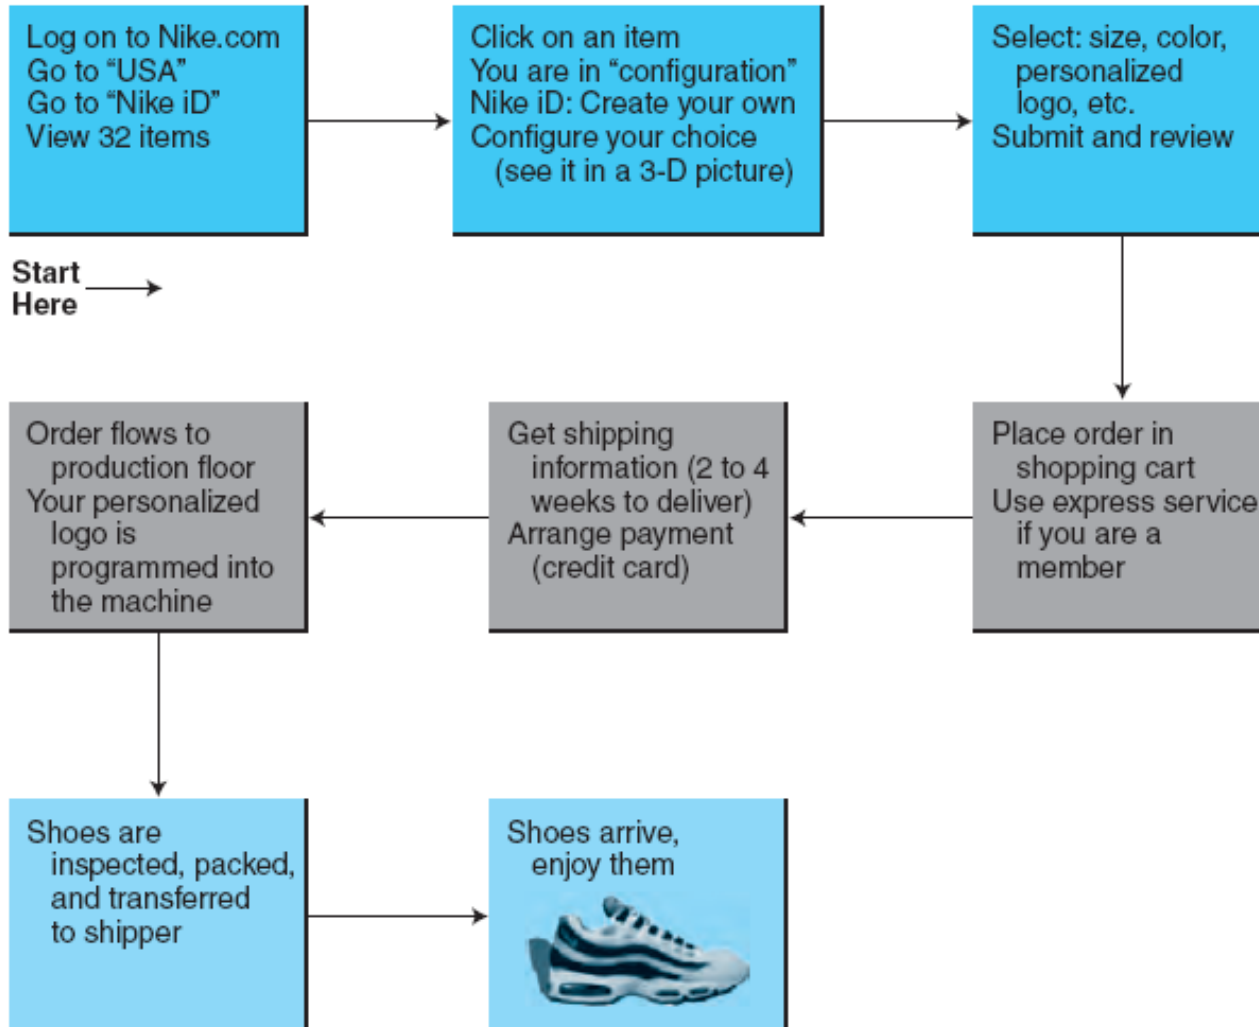 Log on to Nike.com
Go to “USA”
Go to “Nike iD”
View 32 items
Click on an item
You are in “configuration”
Nike iD: Create your own
Configure your choice
(see it in a 3-D picture)
Select: size, color,
personalized
logo, etc.
Submit and review
Start
Here
Place order in
shopping cart
Use express service
if you are a
member
Get shipping
information (2 to 4
weeks to deliver)
Arrange payment
(credit card)
Order flows to
production floor
Your personalized
logo is
programmed into
the machine
Shoes are
inspected, packed,
and transferred
to shipper
Shoes arrive,
enjoy them